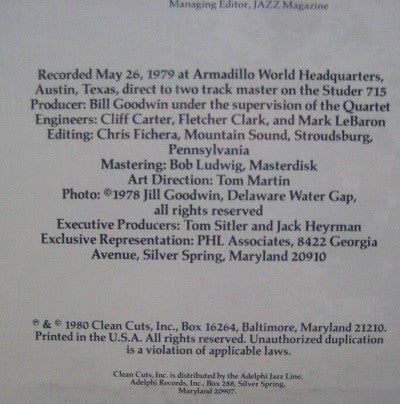 Managing Editor, JAZZ Magazine
Recorded May 26, 1979 at Armadillo World Headquarters,
Austin, Texas, direct to two track master on the Studer 715
Producer: Bill Goodwin under the supervision of the Quartet
Engineers: Cliff Carter, Fletcher Clark, and Mark LeBaron
Editing: Chris Fichera, Mountain Sound, Stroudsburg,
Pennsylvania
Mastering: Bob Ludwig, Masterdisk
Art Direction: Tom Martin
Photo: ©1978 Jill Goodwin, Delaware Water Gap,
all rights reserved
Executive Producers: Tom Sitler and Jack Heyrman
Exclusive Representation: PHL Associates, 8422 Georgia
Avenue, Silver Spring, Maryland 20910
℗ & © 1980 Clean Cuts, Inc., Box 16264, Baltimore, Maryland 21210.
Printed in the U.S.A. All rights reserved. Unauthorized duplication
is a violation of applicable laws.
Clean Cuts, Inc. is distributed by the Adelphi Jazz Line.
Adelphi Records, Inc., Box 288, Silver Spring,
Maryland 20907.